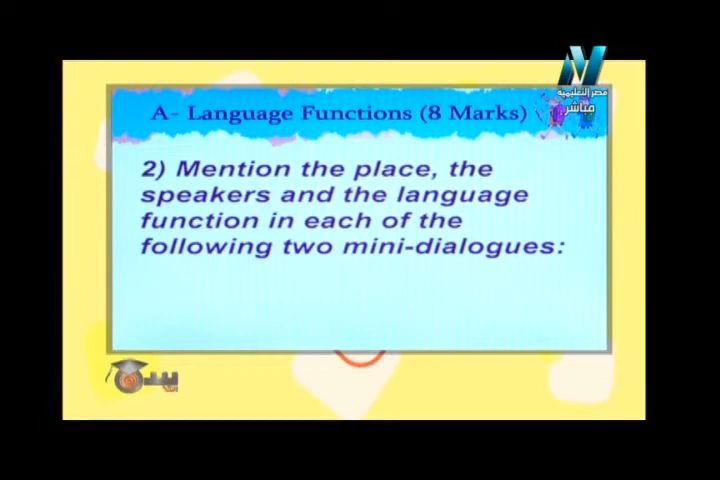 مصر التعليمية
مباشر
A- Language Functions (8 Marks)
2) Mention the place, the
speakers and the language
function in each of the
following two mini-dialogues: